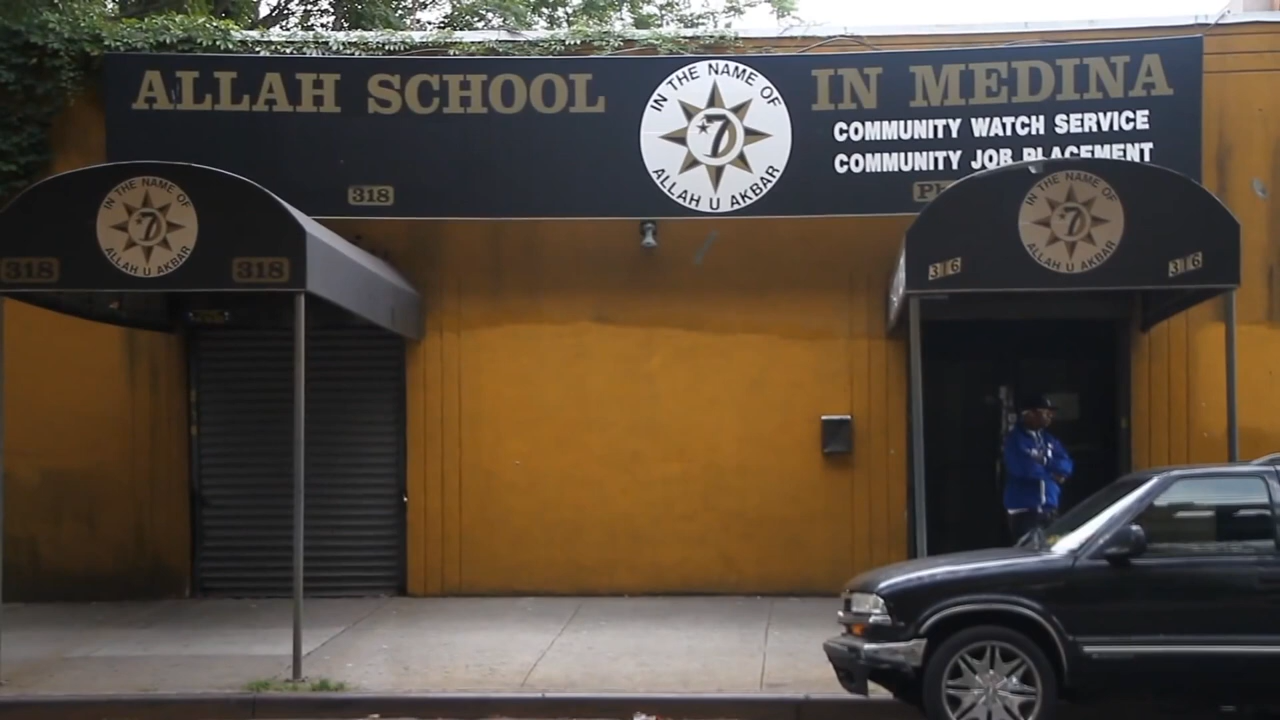 ALLAH SCHOOL IN MEDINA
IN THE NAME OF
7
ALLAH U AKBAR
COMMUNITY WATCH SERVICE
COMMUNITY JOB PLACEMENT
318
IN THE NAME OF
7
ALLAH U AKBAR
318 318
IN THE NAME OF
7
ALLAH U AKBAR
316 316